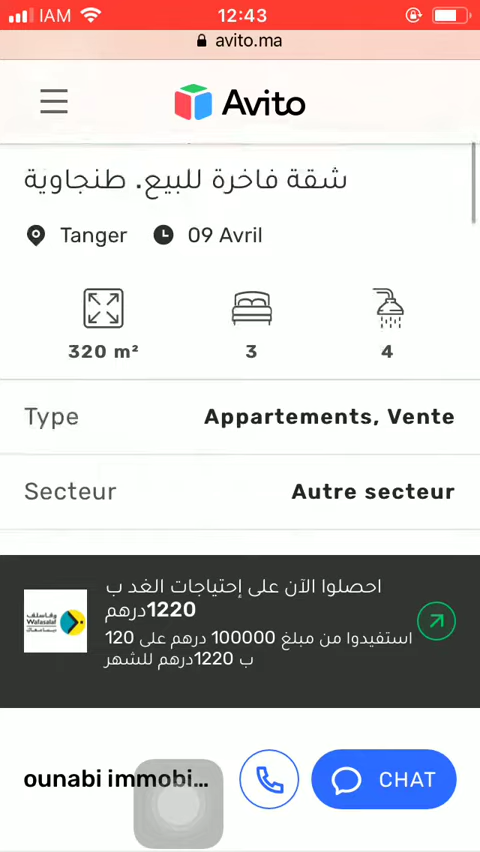 IAM 12:43
avito.ma
Avito
شقة فاخرة للبيع. طنجاوية
Tanger 09 Avril
320 m² 3 4
Type Appartements, Vente
Secteur Autre secteur
احصلوا الآن على إحتياجات الغد ب
1220درهم
استفيدوا من مبلغ 100000 درهم على 120
ب 1220درهم للشهر
وفاسلف
Wafasalaf
ounabi immobi...
CHAT